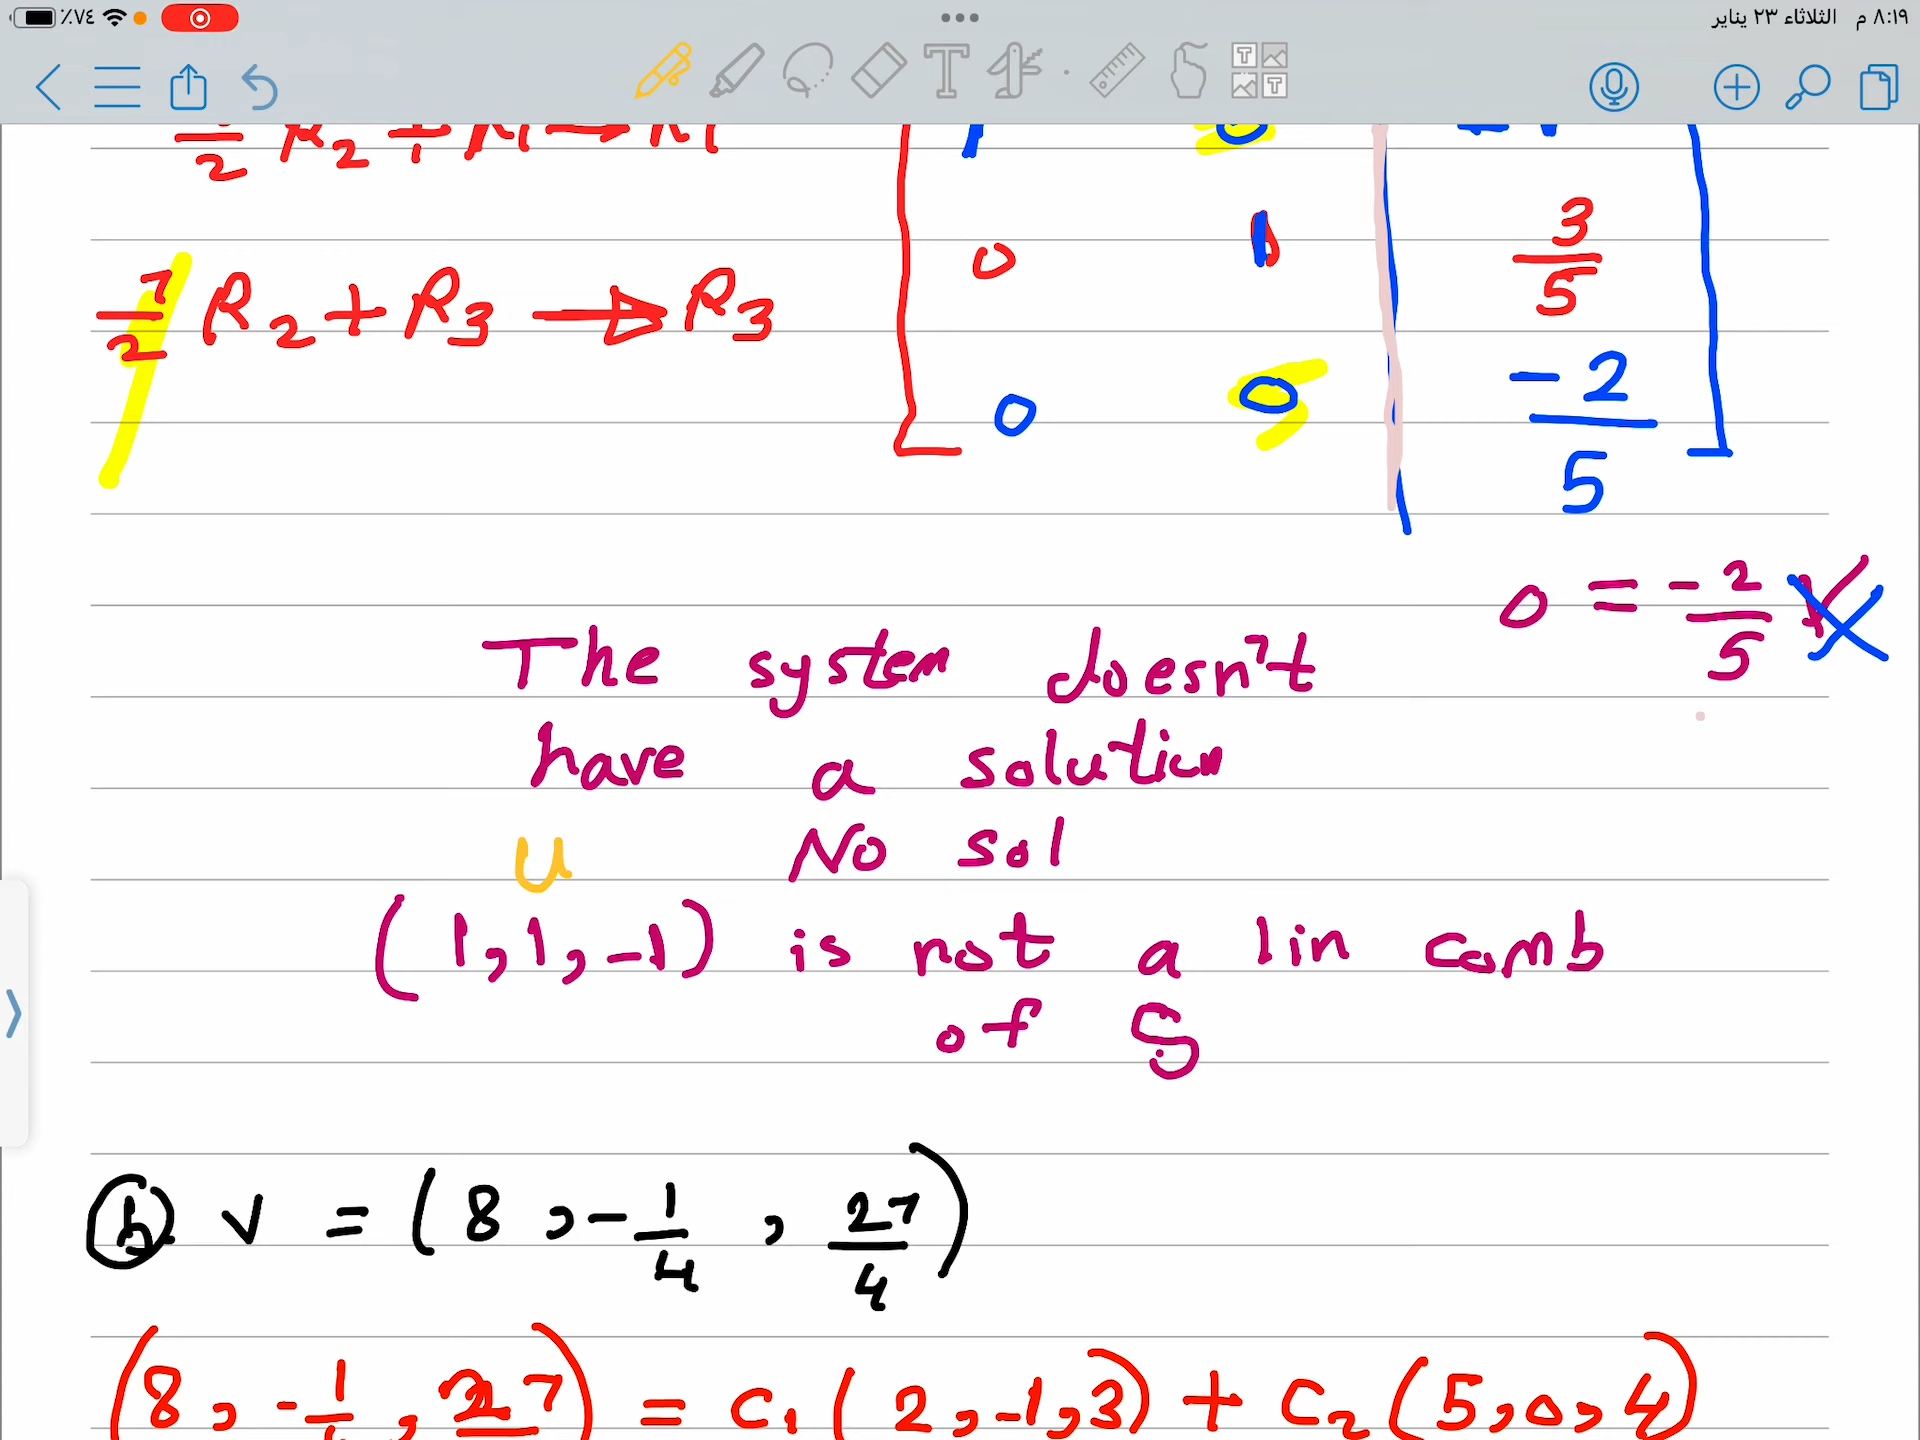 ٪٧٤ ٨:١٩ م الثلاثاء ٢٣ يناير
0 1 3/5
7/2 R2 + R3 → R3
0 0 -2/5
0 = -2/5
The system doesn't
have a solution
u No sol
(1,1,-1) is not a lin comb
of S
(b) v = (8, -1/4, 27/4)
(8, -1/4, 27 = c1(2,-1,3) + c2(5,0,4)